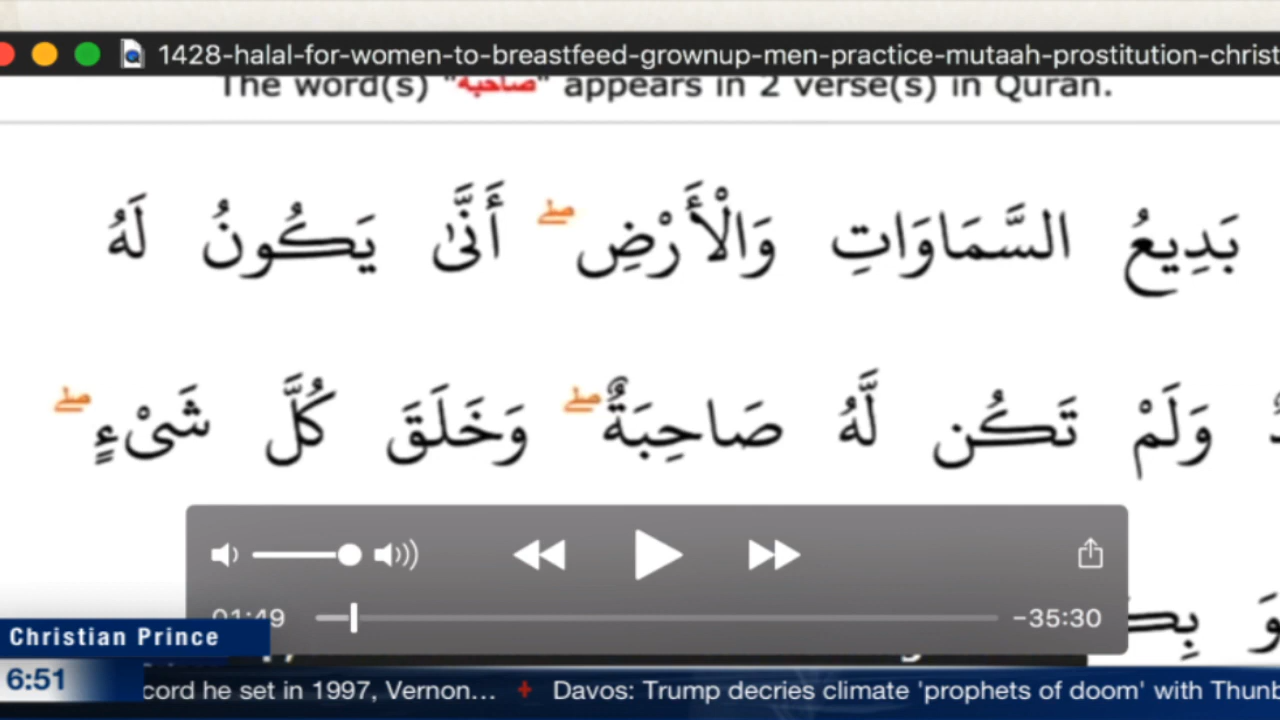 1428-halal-for-women-to-breastfeed-grownup-men-practice-mutaah-prostitution-christ
The word(s) "صاحبة" appears in 2 verse(s) in Quran.
بَدِيعُ السَّمَاوَاتِ وَالْأَرْضِ ۖ أَنَّىٰ يَكُونُ لَهُ
وَلَمْ تَكُن لَّهُ صَاحِبَةٌ ۖ وَخَلَقَ كُلَّ شَيْءٍ ۖ
01:49 -35:30
Christian Prince
6:51
cord he set in 1997, Vernon... Davos: Trump decries climate 'prophets of doom' with Thunb